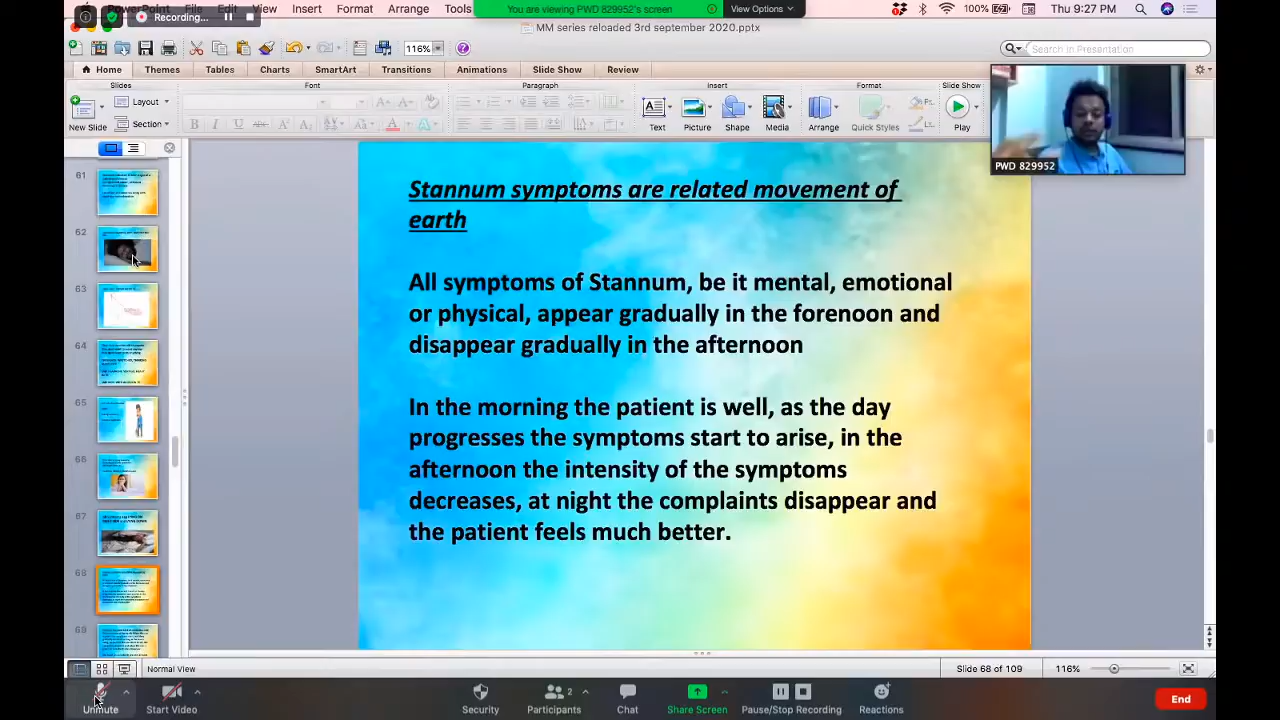 PowerPoint File Edit View Insert Format Arrange Tools
Recording...
You are viewing PWD 829952's screen
View Options
100%
Thu 9:27 PM
MM series reloaded 3rd september 2020.pptx
116%
Search in Presentation
Home Themes Tables Charts SmartArt Transitions Animations Slide Show Review
Slides Font Paragraph Insert Format Slide Show
New Slide
Layout
Section
Text Picture Shape Media Arrange Quick Styles Play
PWD 829952
61
62
63
64
65
66
67
68
69
Stannum symptoms are related movement of
earth
All symptoms of Stannum, be it mental, emotional
or physical, appear gradually in the forenoon and
disappear gradually in the afternoon
In the morning the patient is well, as the day
progresses the symptoms start to arise, in the
afternoon the intensity of the symptoms
decreases, at night the complaints disappear and
the patient feels much better.
Normal View
Slide 68 of 109
116%
Unmute
Start Video
Security
Participants 2
Chat
Share Screen
Pause/Stop Recording
Reactions
End